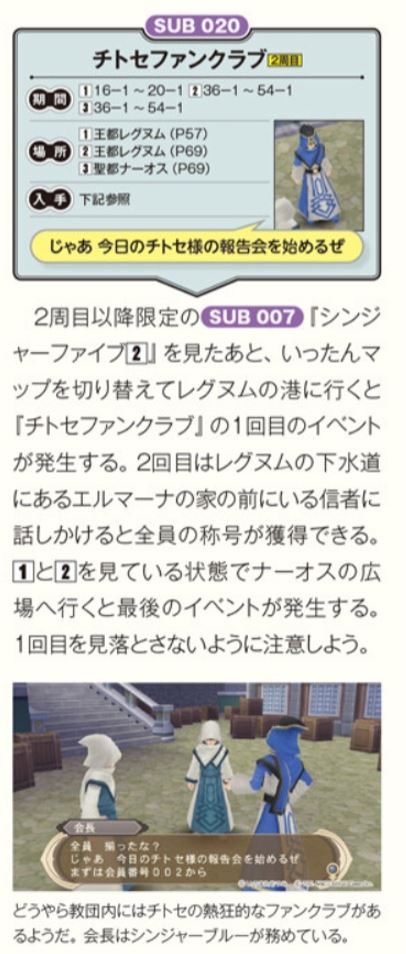 SUB 020
チトセファンクラブ 2周目
期間 1 16-1～20-1 2 36-1～54-1
3 36-1～54-1
場所 1 王都レグヌム (P57)
2 王都レグヌム (P69)
3 聖都ナーオス (P69)
入手 下記参照
じゃあ 今日のチトセ様の報告会を始めるぜ
2周目以降限定の SUB 007 『シンジ
ャーファイブ2』を見たあと、いったんマ
ップを切り替えてレグヌムの港に行くと
『チトセファンクラブ』の1回目のイベント
が発生する。2回目はレグヌムの下水道
にあるエルマーナの家の前にいる信者に
話しかけると全員の称号が獲得できる。
1と2を見ている状態でナーオスの広
場へ行くと最後のイベントが発生する。
1回目を見落とさないように注意しよう。
会長
全員 揃ったな?
じゃあ 今日のチトセ様の報告会を始めるぜ
まずは会員番号002から
どうやら教団内にはチトセの熱狂的なファンクラブがあ
るようだ。会長はシンジャーブルーが務めている。